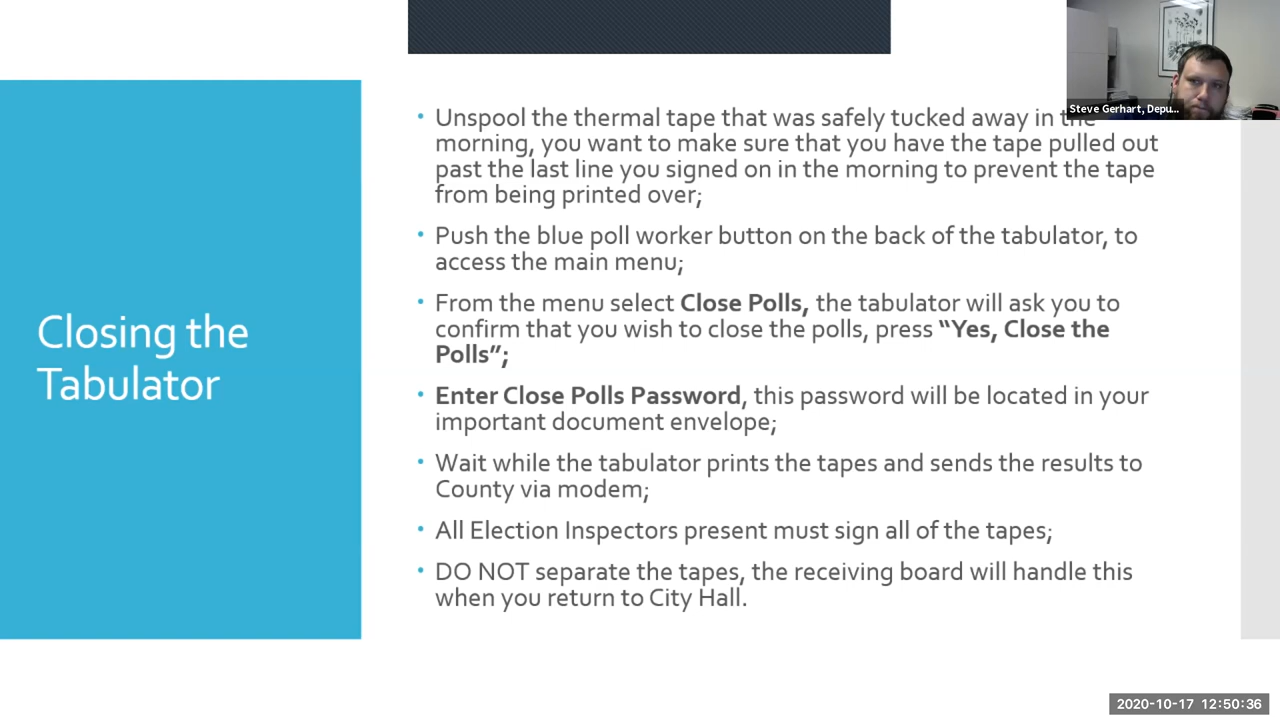 Steve Gerhart, Depu...
Closing the
Tabulator
• Unspool the thermal tape that was safely tucked away in the
morning, you want to make sure that you have the tape pulled out
past the last line you signed on in the morning to prevent the tape
from being printed over;
• Push the blue poll worker button on the back of the tabulator, to
access the main menu;
• From the menu select Close Polls, the tabulator will ask you to
confirm that you wish to close the polls, press “Yes, Close the
Polls”;
• Enter Close Polls Password, this password will be located in your
important document envelope;
• Wait while the tabulator prints the tapes and sends the results to
County via modem;
• All Election Inspectors present must sign all of the tapes;
• DO NOT separate the tapes, the receiving board will handle this
when you return to City Hall.
2020-10-17 12:50:36